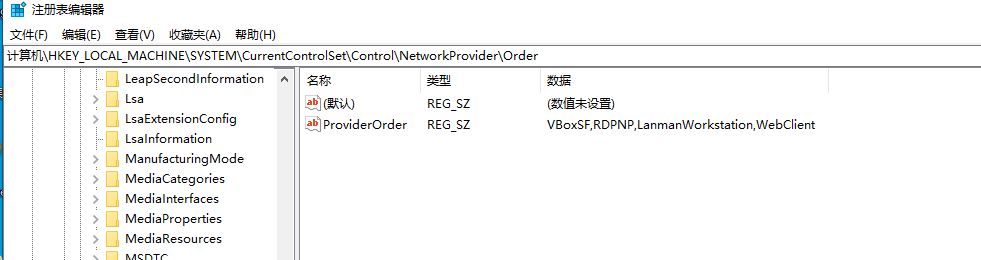 注册表编辑器
文件(F) 编辑(E) 查看(V) 收藏夹(A) 帮助(H)
计算机\HKEY_LOCAL_MACHINE\SYSTEM\CurrentControlSet\Control\NetworkProvider\Order
LeapSecondInformation
Lsa
LsaExtensionConfig
LsaInformation
ManufacturingMode
MediaCategories
MediaInterfaces
MediaProperties
MediaResources
MSDTC
名称 类型 数据
ab (默认) REG_SZ (数值未设置)
ab ProviderOrder REG_SZ VBoxSF,RDPNP,LanmanWorkstation,WebClient